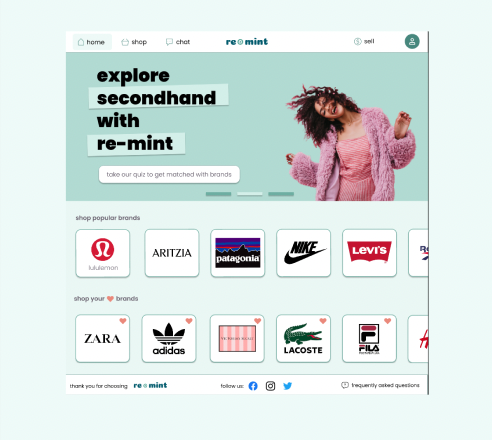 home
shop
chat
re mint
sell
explore
secondhand
with
re-mint
take our quiz to get matched with brands
shop popular brands
lululemon
ARITZIA
patagonia
NIKE
LEVI'S
shop your brands
ZARA
adidas
LACOSTE
FILA
thank you for choosing re mint
follow us:
frequently asked questions